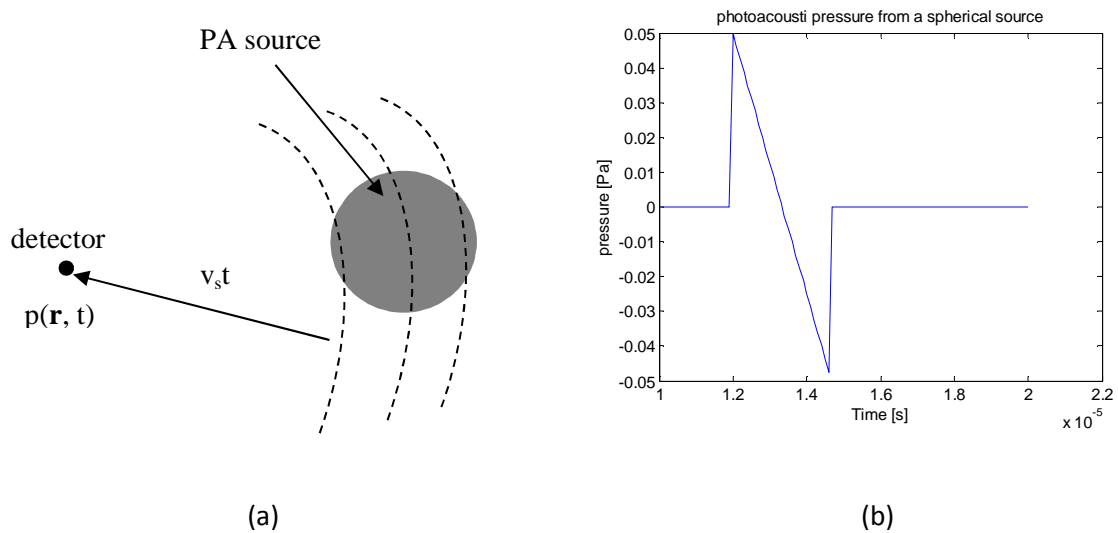 PA source
detector
vst
p(r, t)
(a)
photoacousti pressure from a spherical source
pressure [Pa]
0.05
0.04
0.03
0.02
0.01
0
-0.01
-0.02
-0.03
-0.04
-0.05
1
1.2
1.4
1.6
1.8
2
2.2
x 10-5
Time [s]
(b)